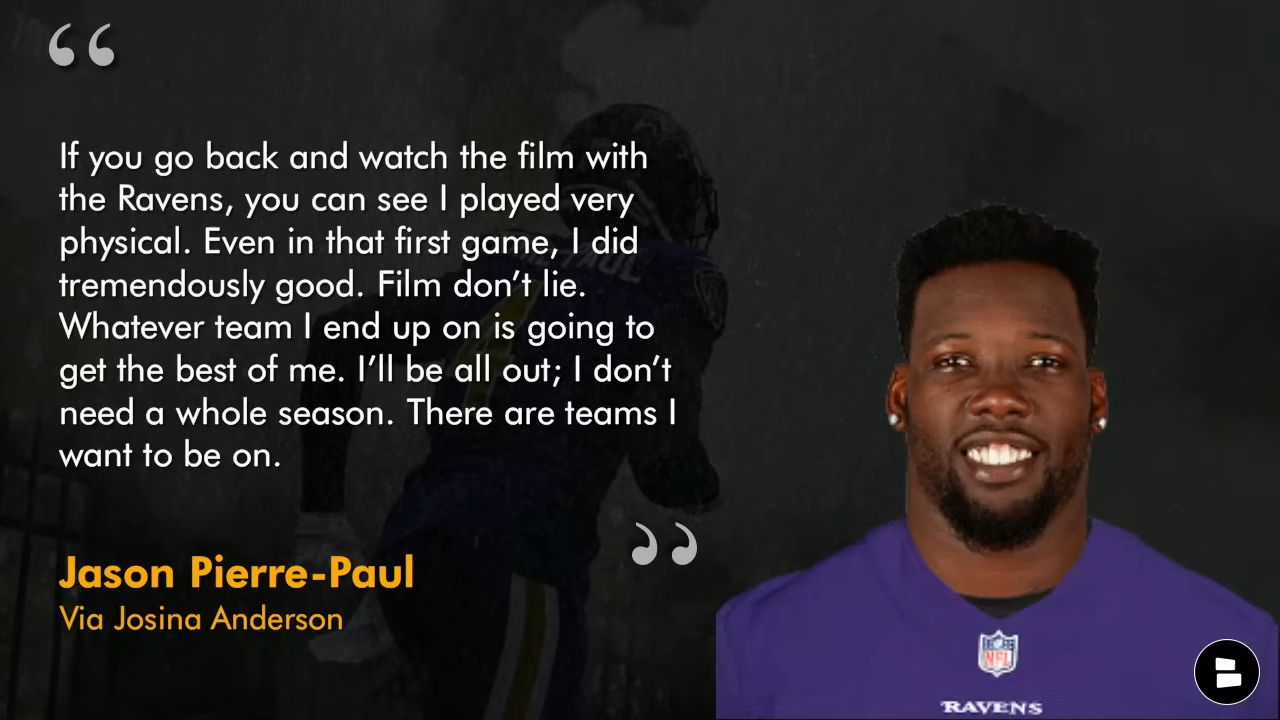 “
If you go back and watch the film with
the Ravens, you can see I played very
physical. Even in that first game, I did
tremendously good. Film don’t lie.
Whatever team I end up on is going to
get the best of me. I’ll be all out; I don’t
need a whole season. There are teams I
want to be on.
”
Jason Pierre-Paul
Via Josina Anderson
NFL
RAVENS